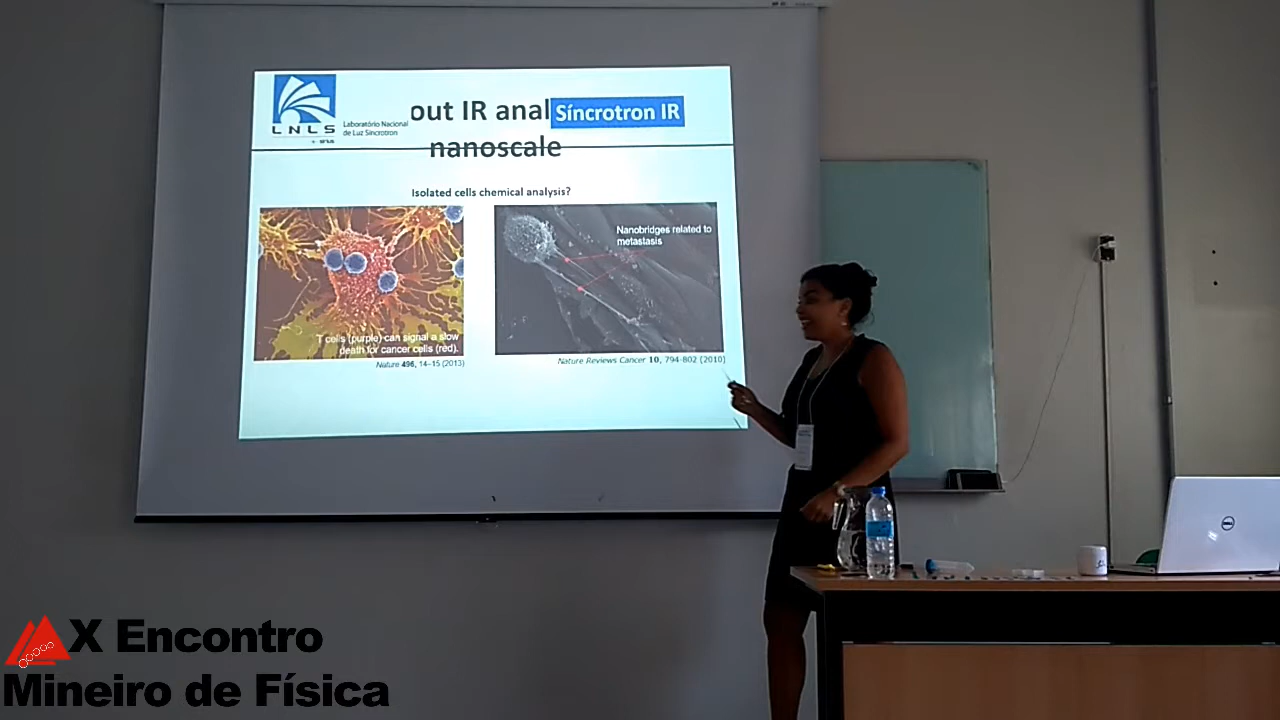 LNLS
Laboratório Nacional
de Luz Síncrotron
out IR anal Síncrotron IR
nanoscale
Isolated cells chemical analysis?
T cells (purple) can signal a slow
death for cancer cells (red).
Nature 496, 14–15 (2013)
Nanobridges related to
metastasis
Nature Reviews Cancer 10, 794-802 (2010)
DELL
X Encontro
Mineiro de Física